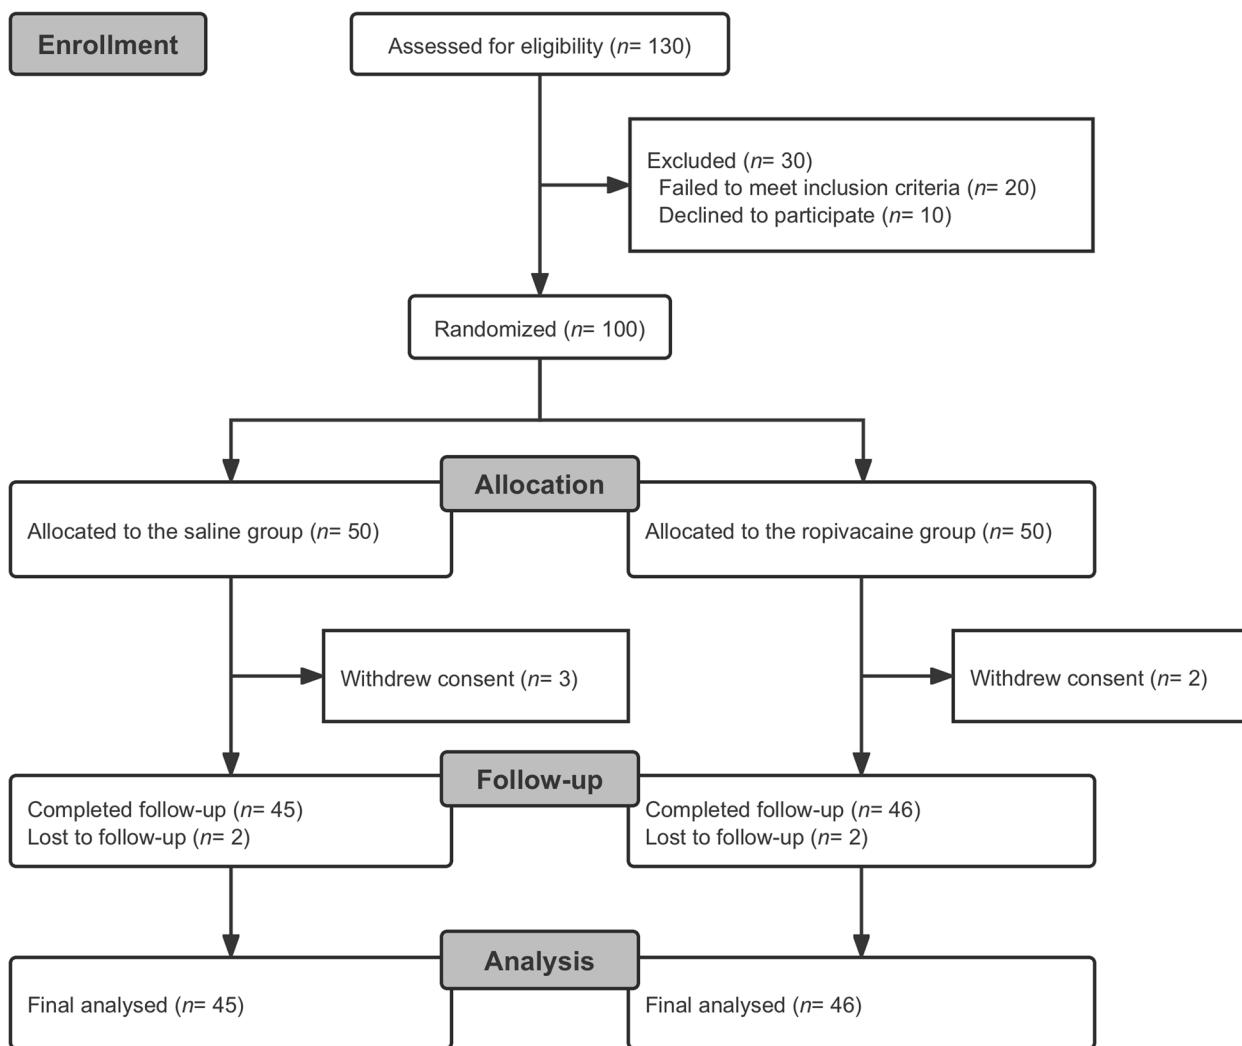 Enrollment
Assessed for eligibility (n= 130)
Excluded (n= 30)
Failed to meet inclusion criteria (n= 20)
Declined to participate (n= 10)
Randomized (n= 100)
Allocation
Allocated to the saline group (n= 50)
Allocated to the ropivacaine group (n= 50)
Withdrew consent (n= 3)
Withdrew consent (n= 2)
Follow-up
Completed follow-up (n= 45)
Lost to follow-up (n= 2)
Completed follow-up (n= 46)
Lost to follow-up (n= 2)
Analysis
Final analysed (n= 45)
Final analysed (n= 46)